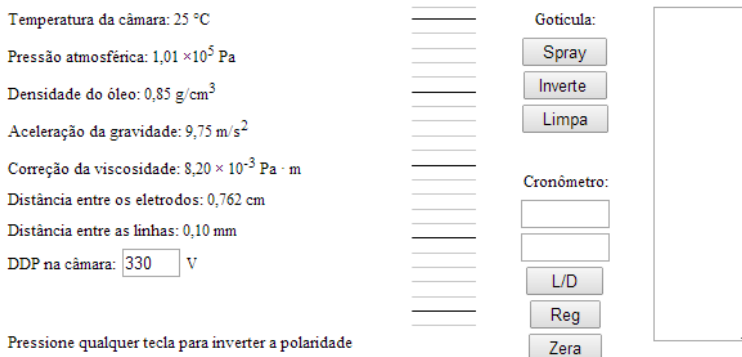 Temperatura da câmara: 25 °C
Pressão atmosférica: 1,01 ×10⁵ Pa
Densidade do óleo: 0,85 g/cm³
Aceleração da gravidade: 9,75 m/s²
Correção da viscosidade: 8,20 × 10⁻³ Pa · m
Distância entre os eletrodos: 0,762 cm
Distância entre as linhas: 0,10 mm
DDP na câmara: 330 V
Pressione qualquer tecla para inverter a polaridade
Goticula:
Spray
Inverte
Limpa
Cronômetro:
L/D
Reg
Zera